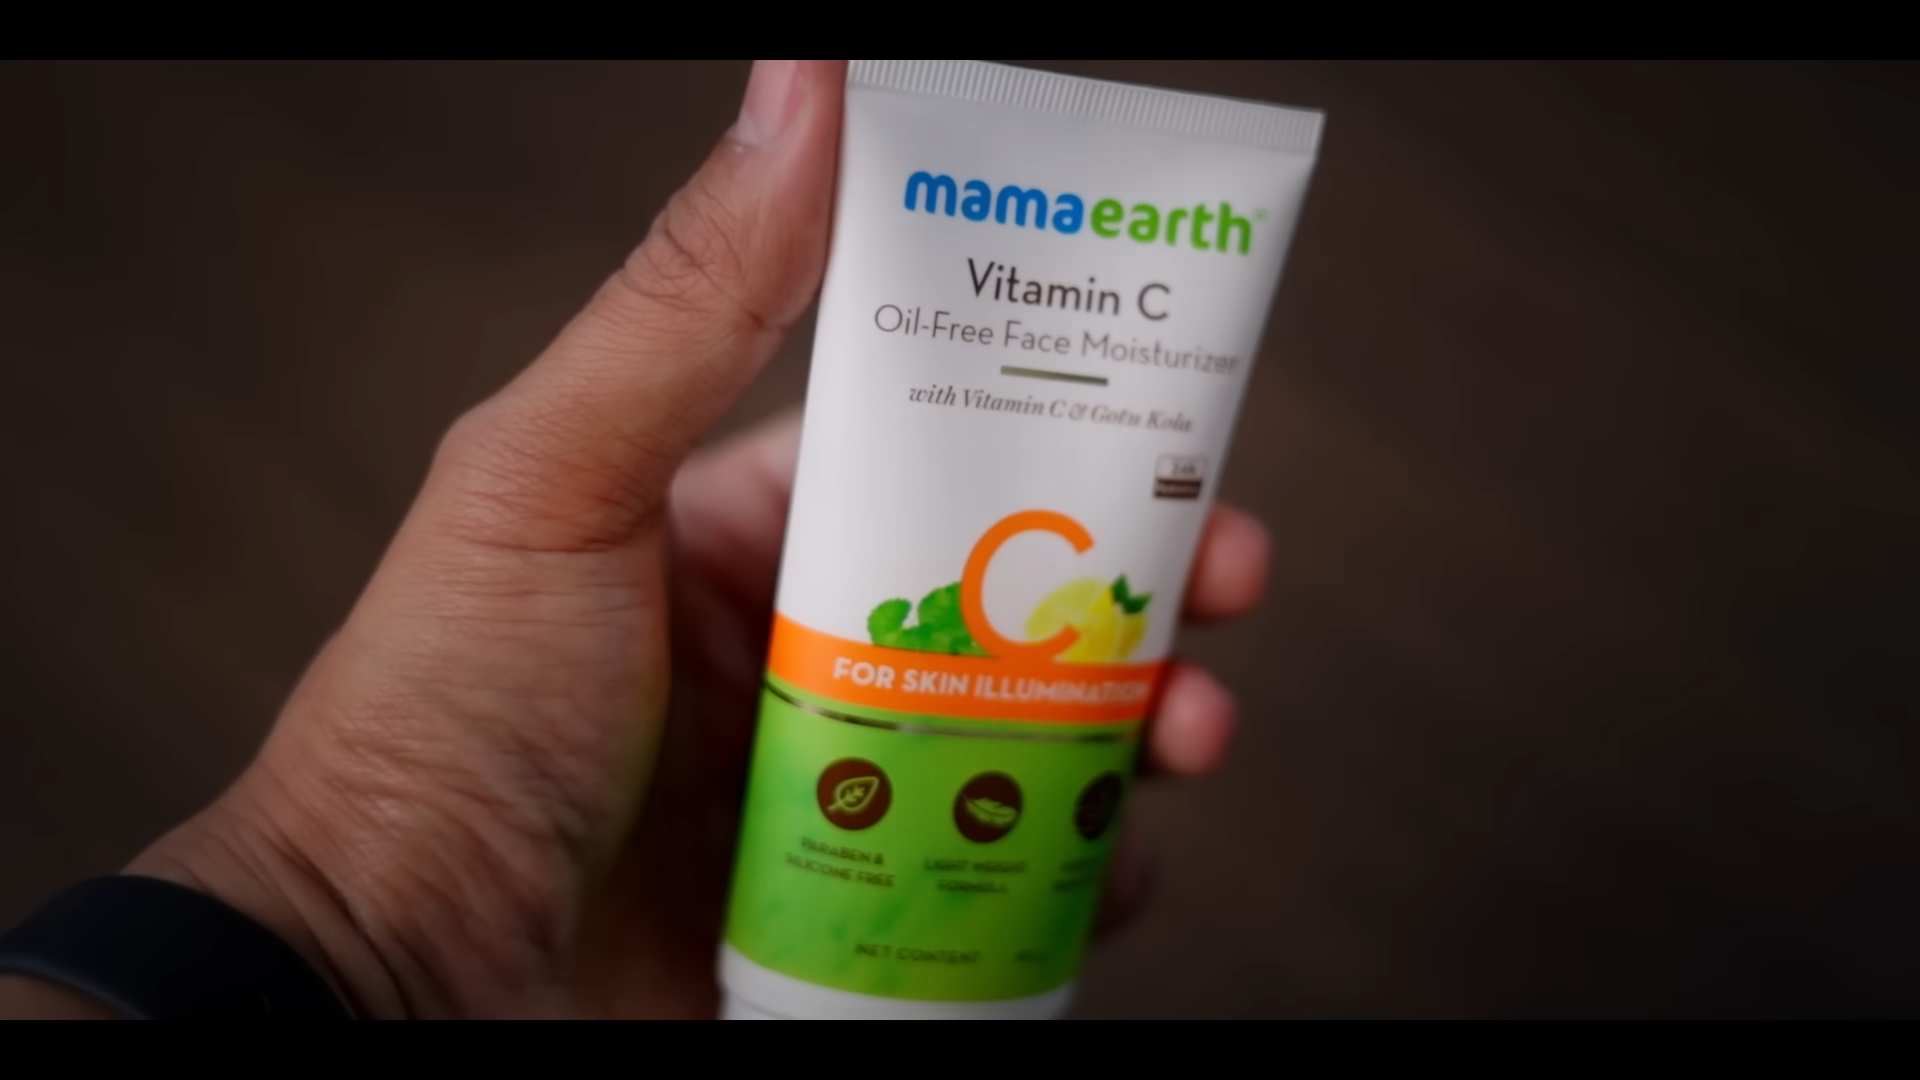 mamaearth
Vitamin C
Oil-Free Face Moisturizer
with Vitamin C & Gotu Kola
C
FOR SKIN ILLUMINATION
PARABEN &
SILICONE FREE
LIGHT WEIGHT
FORMULA
NET CONTENT